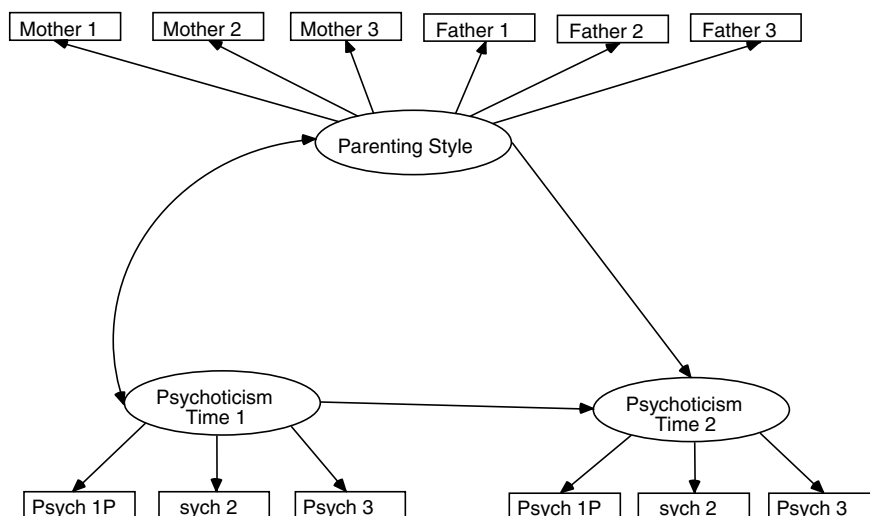 Mother 1
Mother 2
Mother 3
Father 1
Father 2
Father 3
Parenting Style
Psychoticism
Time 1
Psychoticism
Time 2
Psych 1P
sych 2
Psych 3
Psych 1P
sych 2
Psych 3